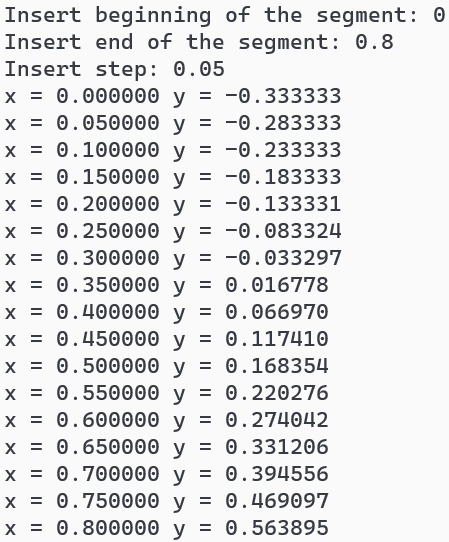 Insert beginning of the segment: 0
Insert end of the segment: 0.8
Insert step: 0.05
x = 0.000000 y = -0.333333
x = 0.050000 y = -0.283333
x = 0.100000 y = -0.233333
x = 0.150000 y = -0.183333
x = 0.200000 y = -0.133331
x = 0.250000 y = -0.083324
x = 0.300000 y = -0.033297
x = 0.350000 y = 0.016778
x = 0.400000 y = 0.066970
x = 0.450000 y = 0.117410
x = 0.500000 y = 0.168354
x = 0.550000 y = 0.220276
x = 0.600000 y = 0.274042
x = 0.650000 y = 0.331206
x = 0.700000 y = 0.394556
x = 0.750000 y = 0.469097
x = 0.800000 y = 0.563895